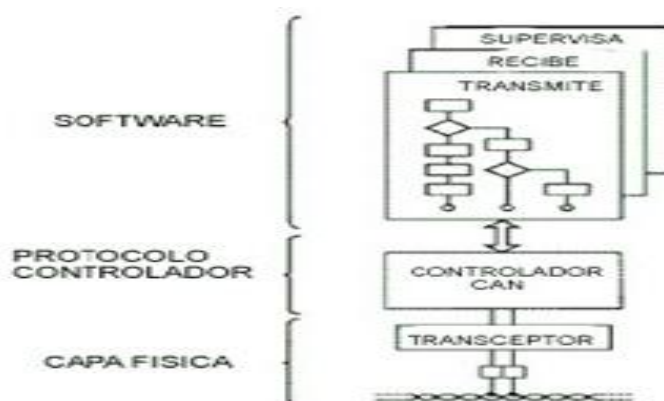 SUPERVISA
RECIBE
TRANSMITE
SOFTWARE
PROTOCOLO
CONTROLADOR
CONTROLADOR
CAN
TRANSCEPTOR
CAPA FISICA